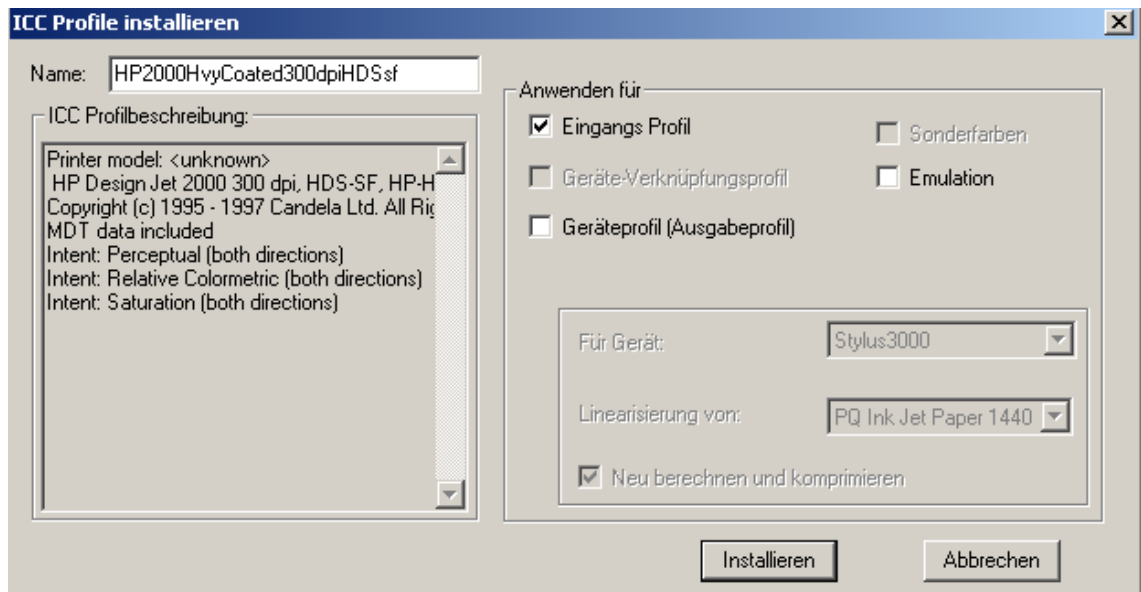 ICC Profile installieren
Name: HP2000HvyCoated300dpiHDSsf
ICC Profilbeschreibung:
Printer model: <unknown>
HP Design Jet 2000 300 dpi, HDS-SF, HP-H
Copyright (c) 1995 - 1997 Candela Ltd. All Rig
MDT data included
Intent: Perceptual (both directions)
Intent: Relative Colormetric (both directions)
Intent: Saturation (both directions)
Anwenden für
Eingangs Profil
Sonderfarben
Geräte-Verknüpfungsprofil
Emulation
Geräteprofil (Ausgabeprofil)
Für Gerät: Stylus3000
Linearisierung von: PQ Ink Jet Paper 1440
Neu berechnen und komprimieren
Installieren
Abbrechen